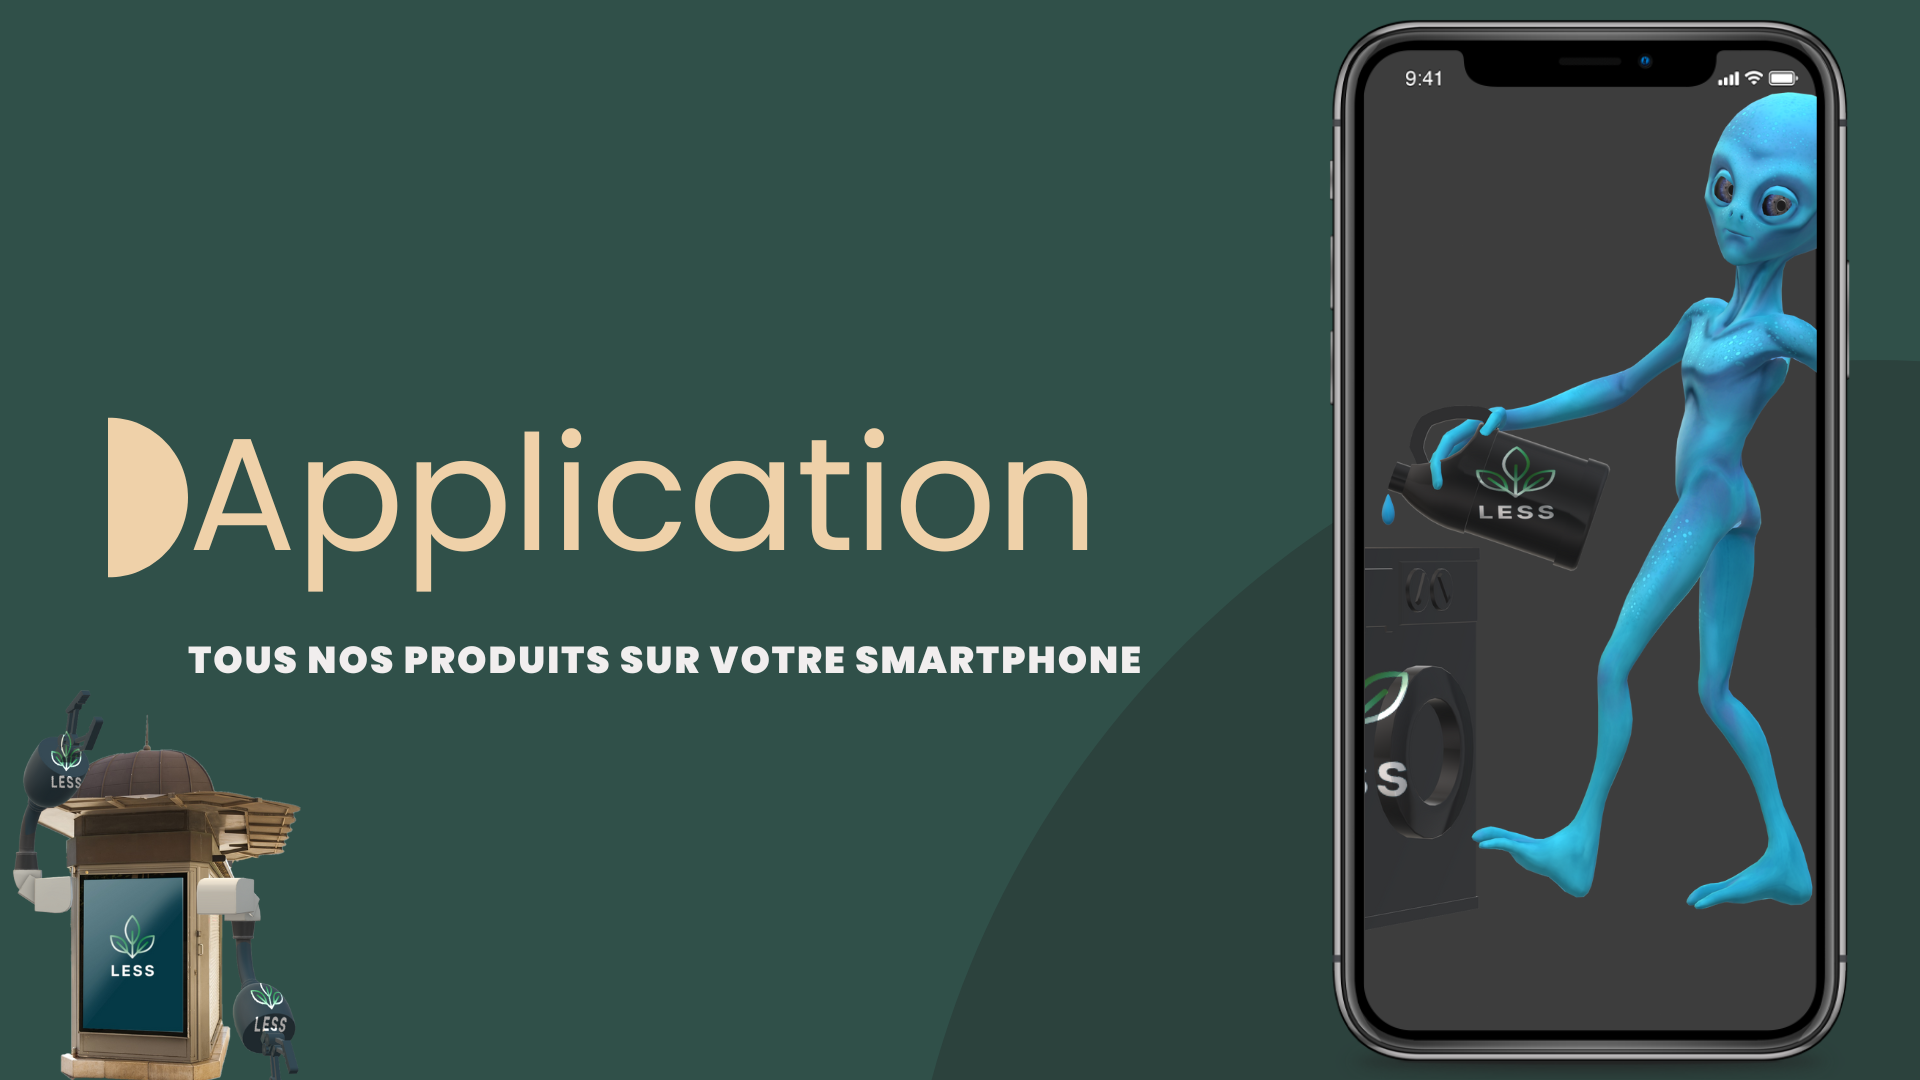 9:41
Application
TOUS NOS PRODUITS SUR VOTRE SMARTPHONE
LESS
S
LESS
LESS
LESS